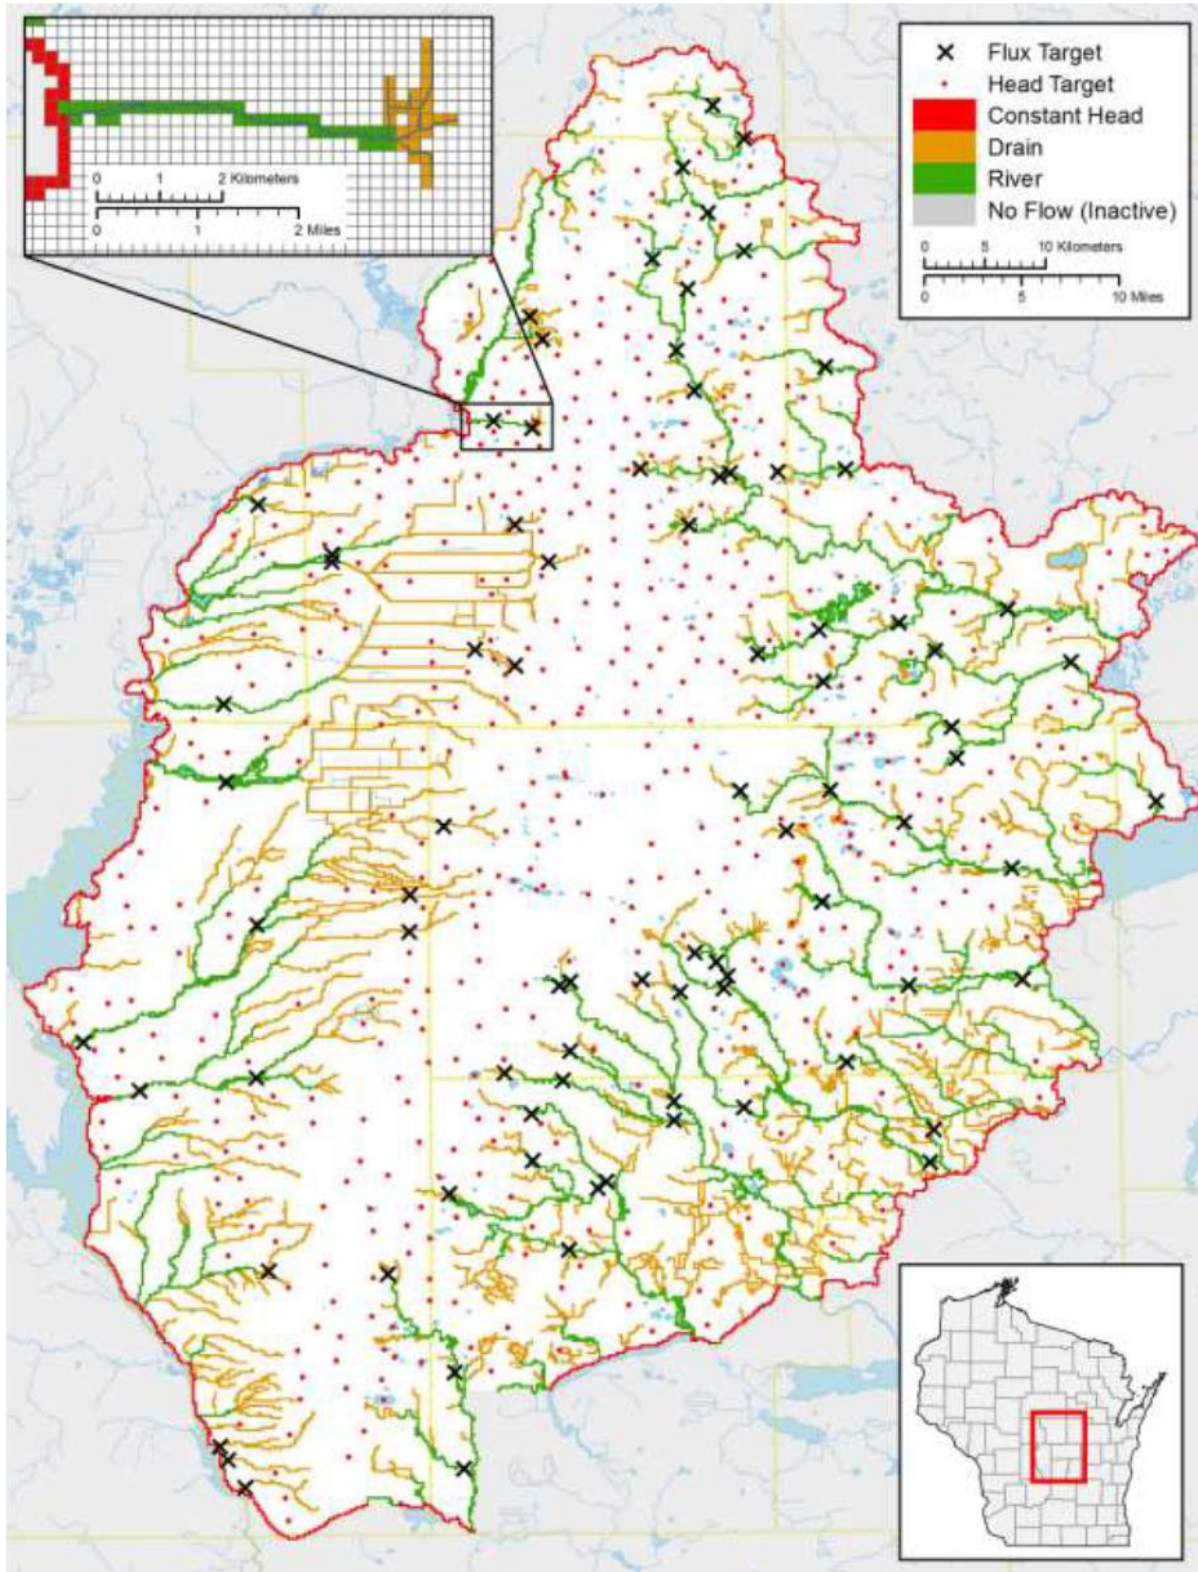 Flux Target
Head Target
Constant Head
Drain
River
No Flow (Inactive)
0 5 10 Kilometers
0 5 10 Miles
0 1 2 Kilometers
0 1 2 Miles